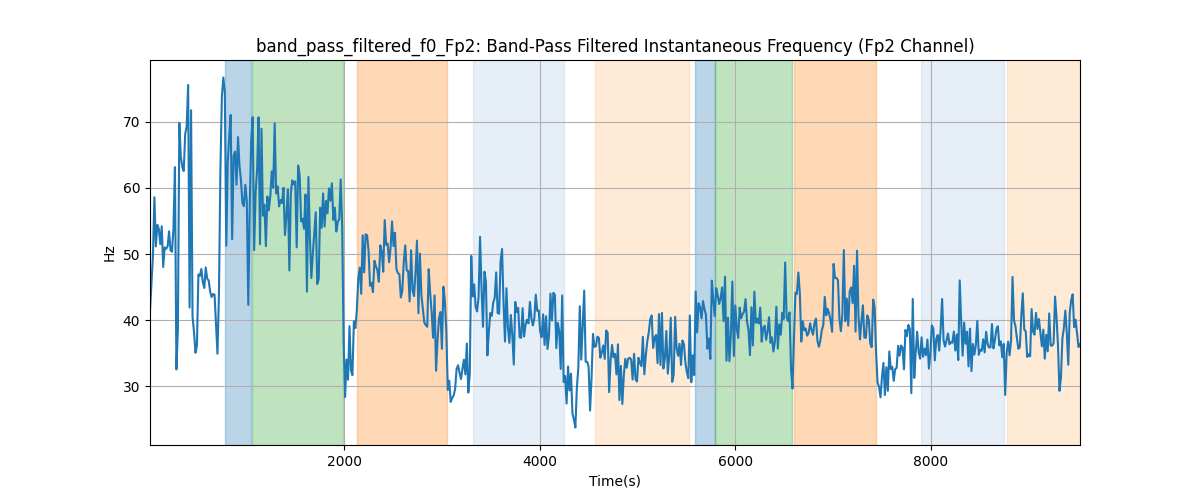 band_pass_filtered_f0_Fp2: Band-Pass Filtered Instantaneous Frequency (Fp2 Channel)
70
60
50
40
30
Hz
2000 4000 6000 8000
Time(s)